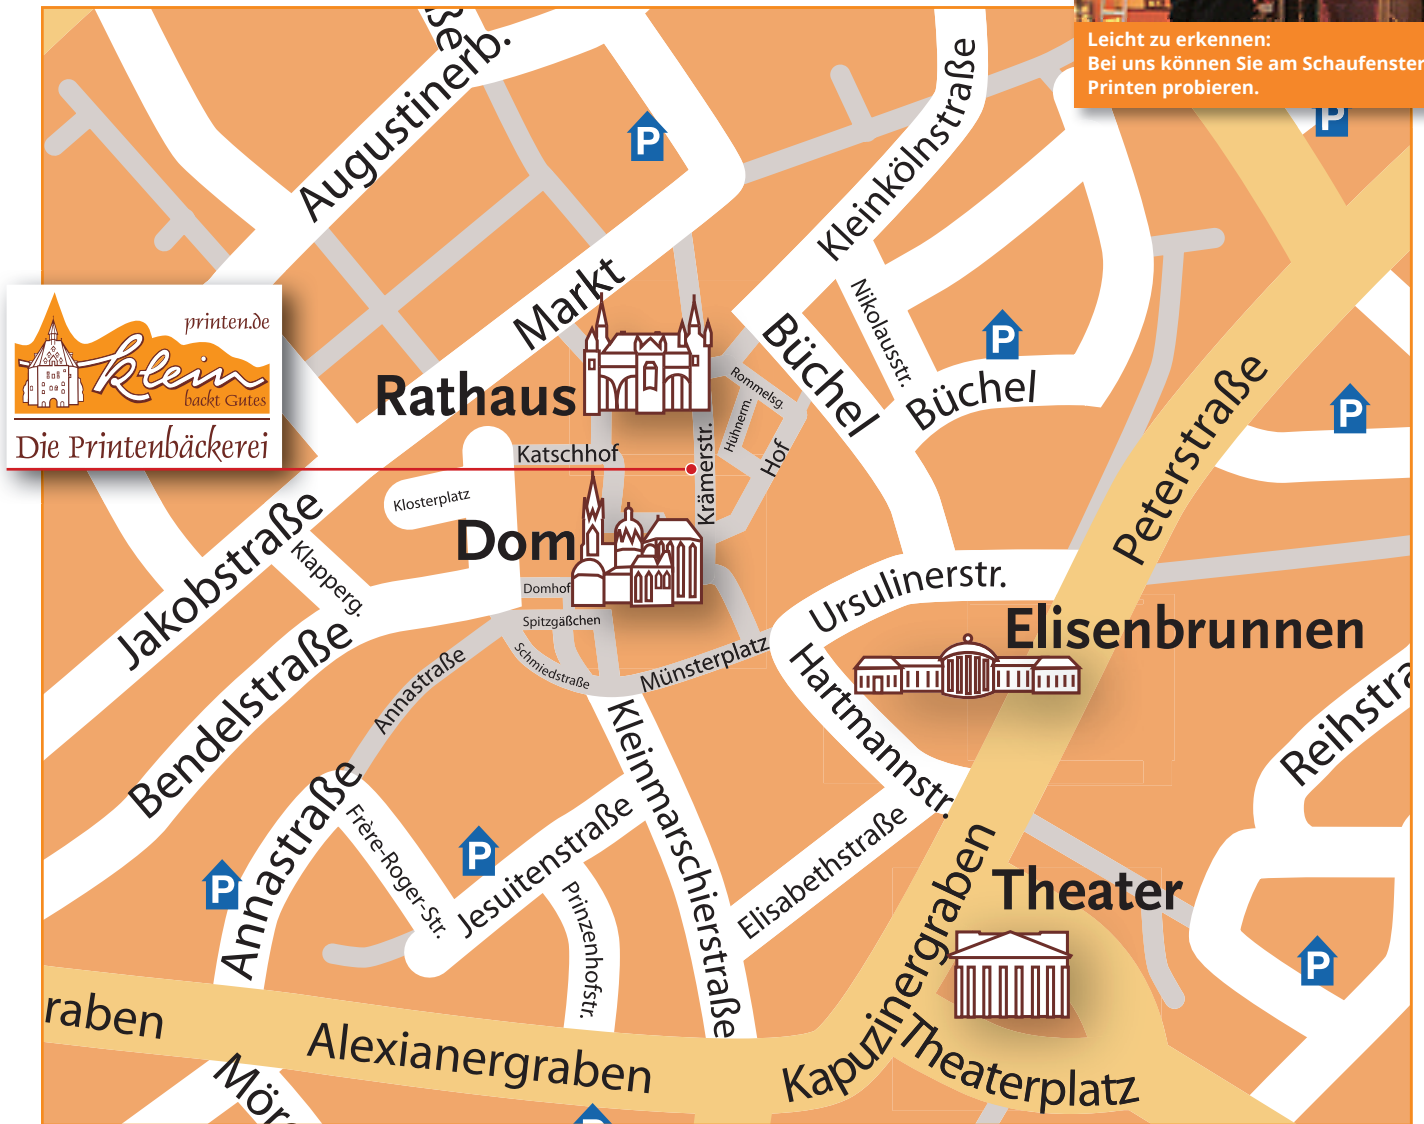 Leicht zu erkennen:
Bei uns können Sie am Schaufenster
Printen probieren.
ße
Augustinerb.
P
Kleinkölnstraße
P
Markt
Nikolausstr.
printen.de
klein
backt Gutes
Die Printenbäckerei
Büchel
P
Büchel
Rathaus
Rommelsg.
Hühnerm.
Hof
Krämerstr.
Katschhof
Klosterplatz
Peterstraße
P
Dom
Jakobstraße
Klapperg.
Domhof
Spitzgäßchen
Schmiedstraße
Münsterplatz
Ursulinerstr.
Elisenbrunnen
Bendelstraße
Annastraße
Hartmannstr.
Reihstra
Kleinmarschierstraße
Annastraße
Frère-Roger-Str.
P
Jesuitenstraße
Prinzenhofstr.
Elisabethstraße
P
Theater
Kapuzinergraben
P
raben
Alexianergraben
Theaterplatz
Mör
P